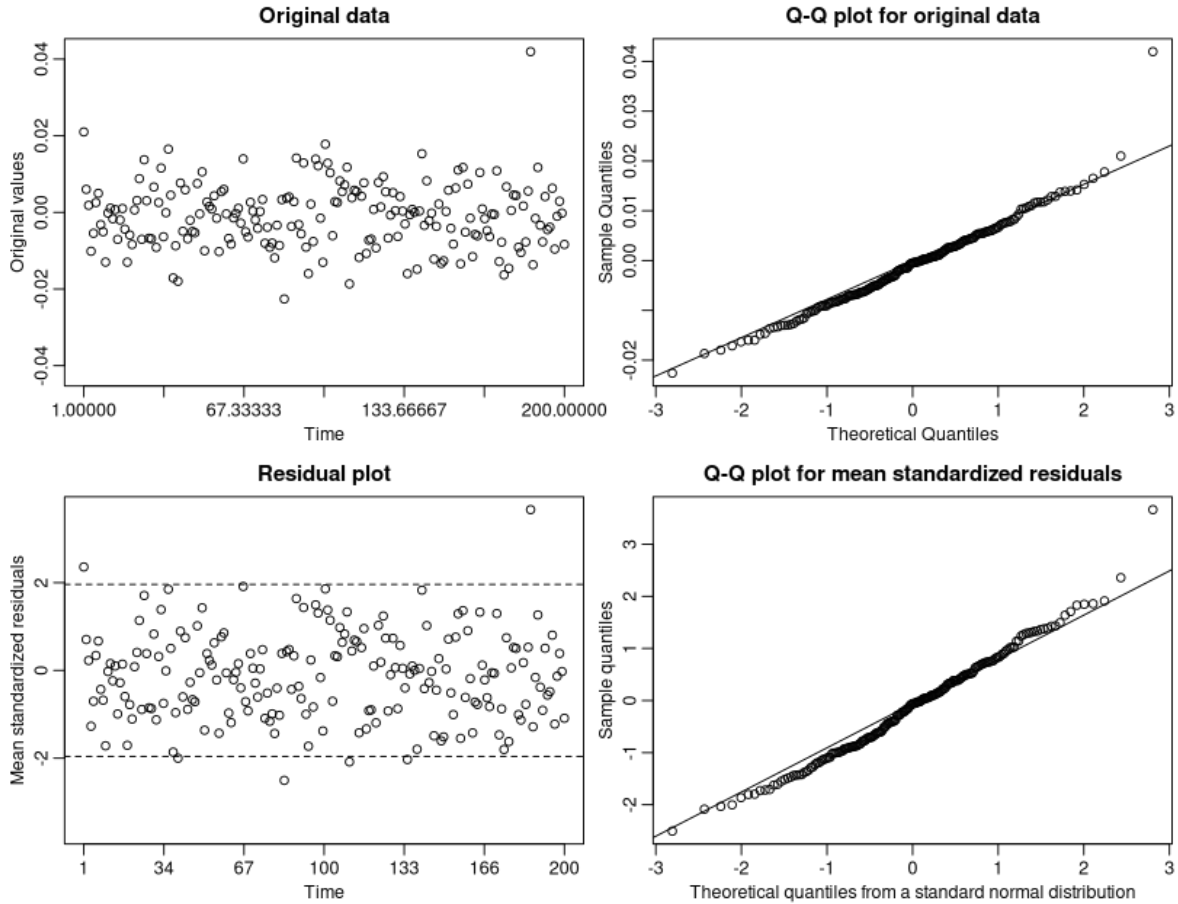 Original data
Original values
0.04
0.02
0.00
-0.02
-0.04
1.00000 67.33333 133.66667 200.00000
Time
Q-Q plot for original data
Sample Quantiles
0.04
0.03
0.02
0.01
0.00
-0.02
-3 -2 -1 0 1 2 3
Theoretical Quantiles
Residual plot
Mean standardized residuals
2
0
-2
1 34 67 100 133 166 200
Time
Q-Q plot for mean standardized residuals
Sample quantiles
3
2
1
0
-1
-2
-3 -2 -1 0 1 2 3
Theoretical quantiles from a standard normal distribution